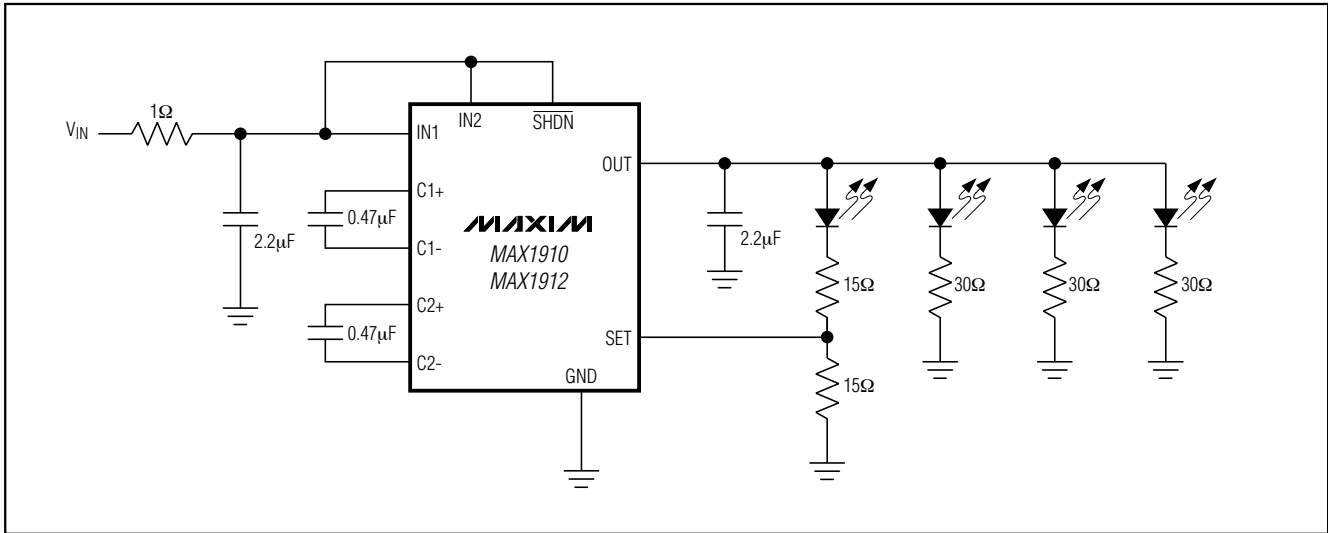 1Ω
V_IN
IN1
IN2
SHDN
OUT
C1+
0.47µF
C1-
2.2µF
MAXIM
MAX1910
MAX1912
2.2µF
C2+
0.47µF
C2-
SET
GND
15Ω
30Ω
30Ω
30Ω
15Ω